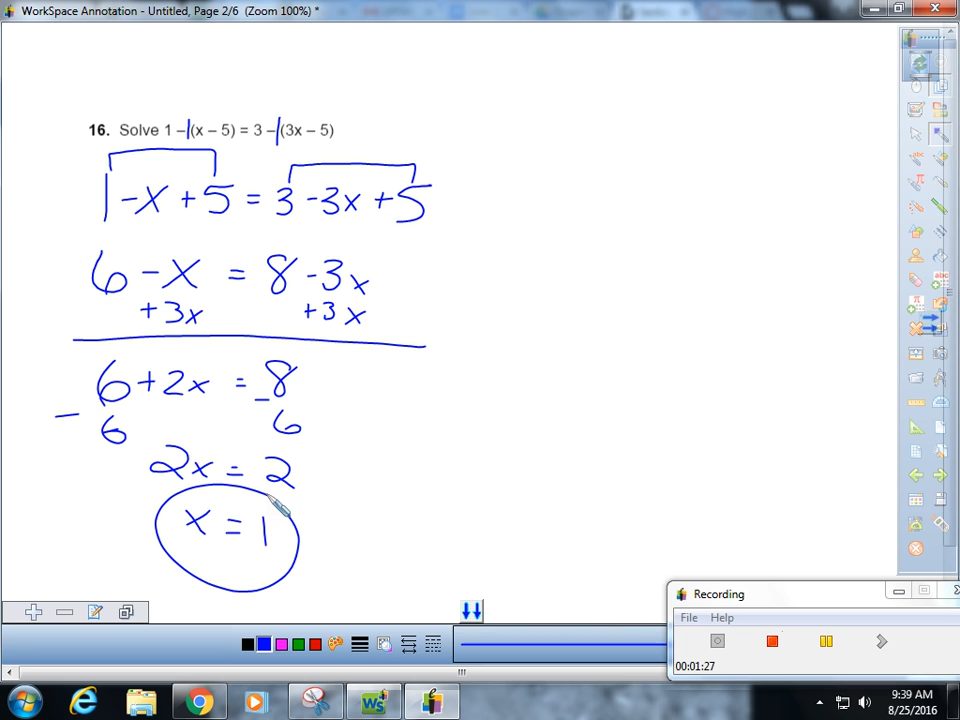 WorkSpace Annotation - Untitled, Page 2/6 (Zoom 100%) *
16. Solve 1 – (x – 5) = 3 – (3x – 5)
1 - x + 5 = 3 - 3x + 5
6 - x = 8 - 3x
+3x +3x
6 + 2x = 8
- 6 - 6
2x = 2
x = 1
Recording
File Help
00:01:27
9:39 AM
8/25/2016